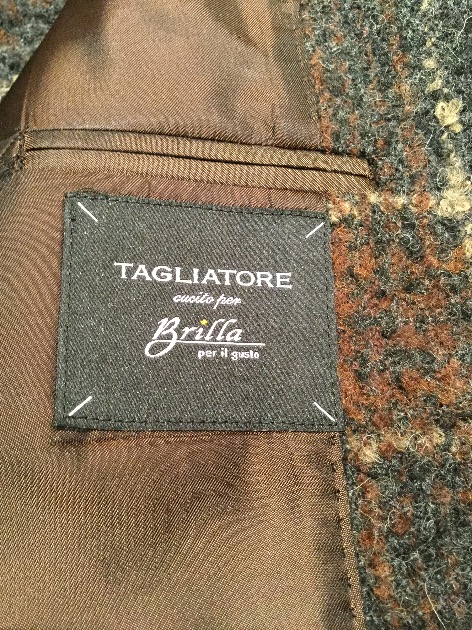 TAGLIATORE
cucito per
Brilla
per il gusto